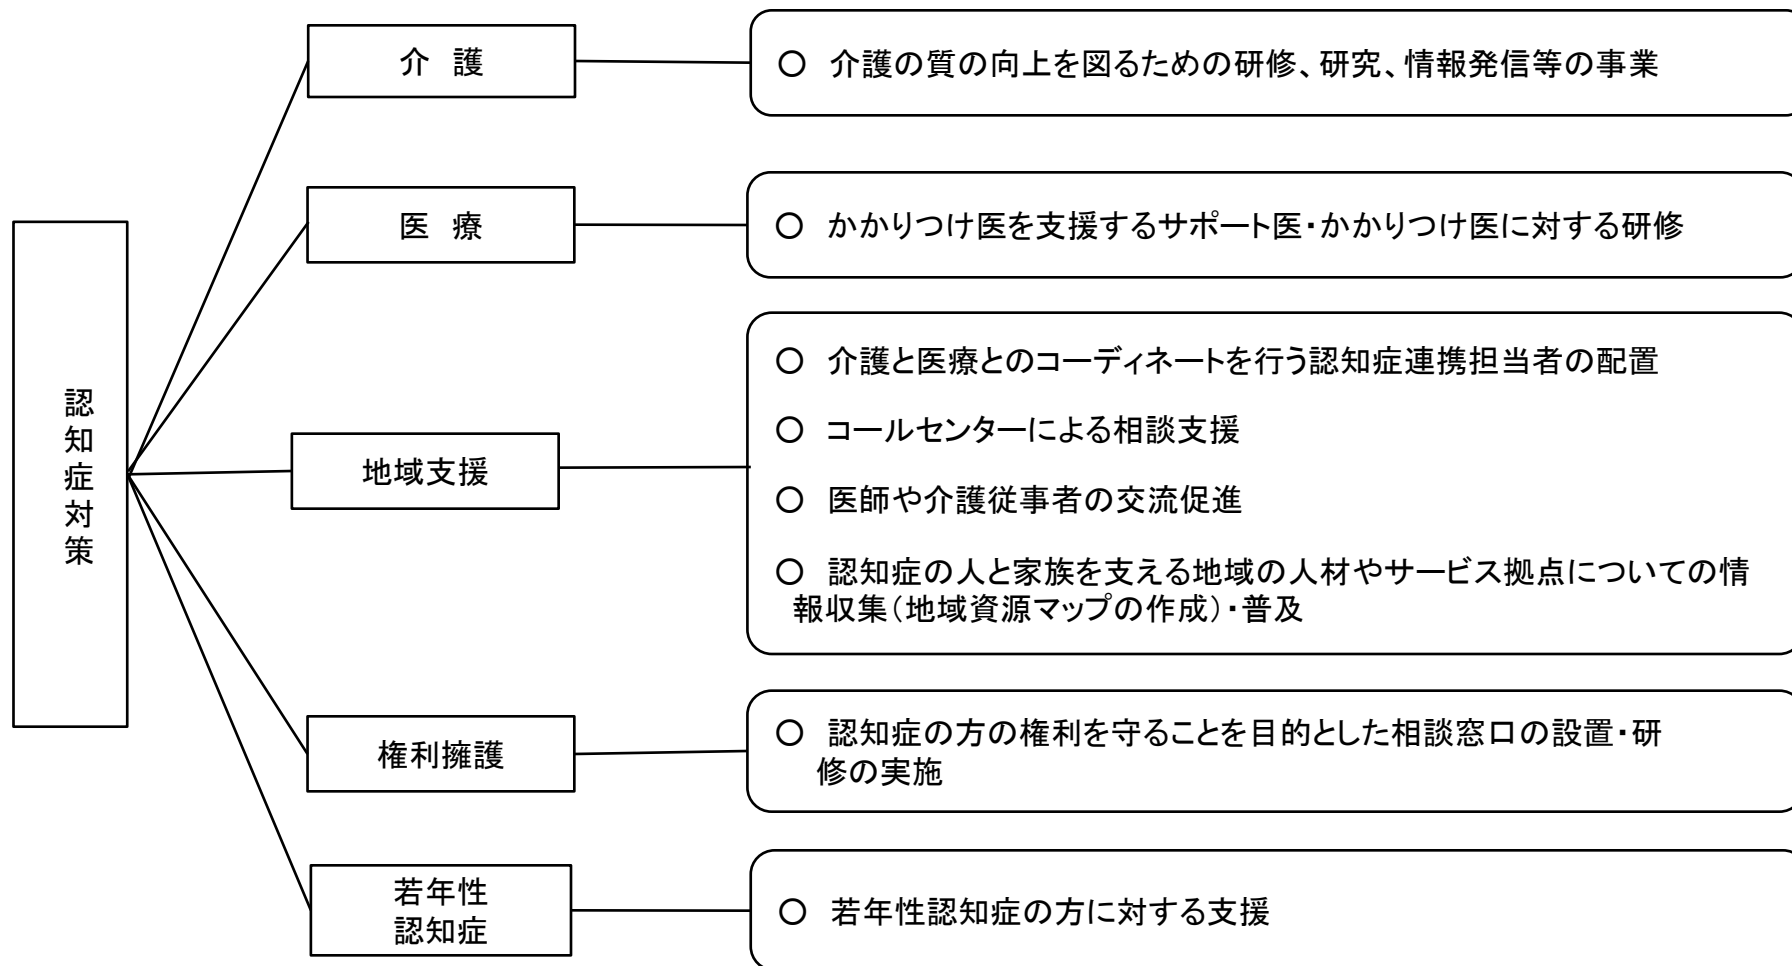 認知症対策
介 護
○ 介護の質の向上を図るための研修、研究、情報発信等の事業
医 療
○ かかりつけ医を支援するサポート医・かかりつけ医に対する研修
地域支援
○ 介護と医療とのコーディネートを行う認知症連携担当者の配置
○ コールセンターによる相談支援
○ 医師や介護従事者の交流促進
○ 認知症の人と家族を支える地域の人材やサービス拠点についての情
報収集(地域資源マップの作成)・普及
権利擁護
○ 認知症の方の権利を守ることを目的とした相談窓口の設置・研
修の実施
若年性
認知症
○ 若年性認知症の方に対する支援